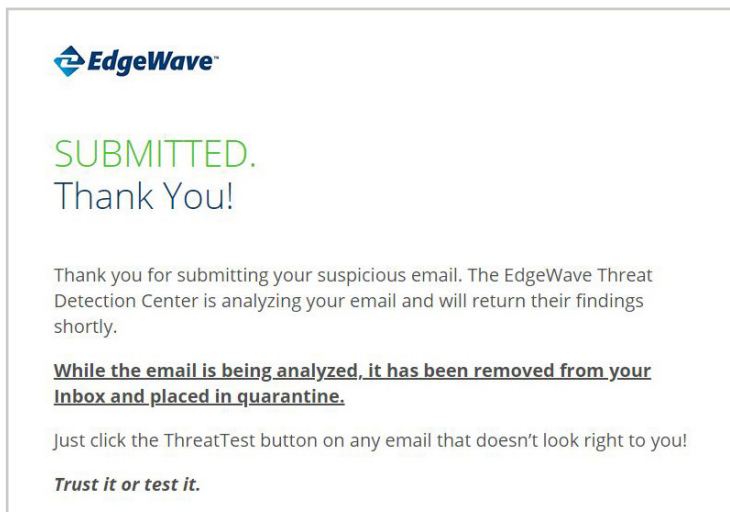 EdgeWave™
SUBMITTED.
Thank You!
Thank you for submitting your suspicious email. The EdgeWave Threat
Detection Center is analyzing your email and will return their findings
shortly.
While the email is being analyzed, it has been removed from your
Inbox and placed in quarantine.
Just click the ThreatTest button on any email that doesn’t look right to you!
Trust it or test it.